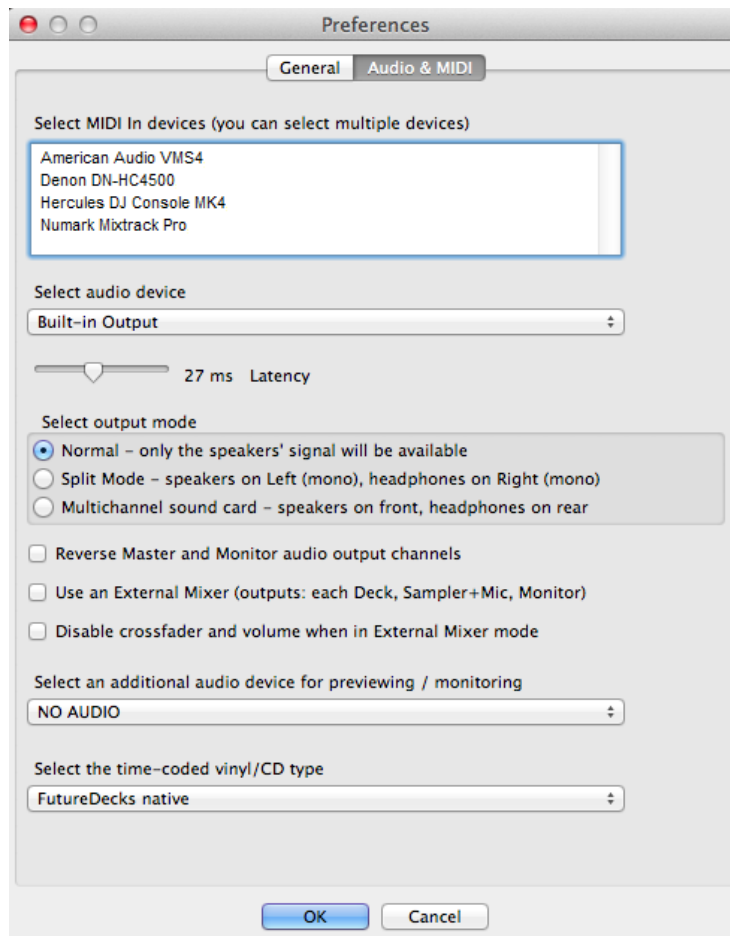 Preferences
General Audio & MIDI
Select MIDI In devices (you can select multiple devices)
American Audio VMS4
Denon DN-HC4500
Hercules DJ Console MK4
Numark Mixtrack Pro
Select audio device
Built-in Output
27 ms Latency
Select output mode
Normal – only the speakers' signal will be available
Split Mode – speakers on Left (mono), headphones on Right (mono)
Multichannel sound card – speakers on front, headphones on rear
Reverse Master and Monitor audio output channels
Use an External Mixer (outputs: each Deck, Sampler+Mic, Monitor)
Disable crossfader and volume when in External Mixer mode
Select an additional audio device for previewing / monitoring
NO AUDIO
Select the time-coded vinyl/CD type
FutureDecks native
OK Cancel